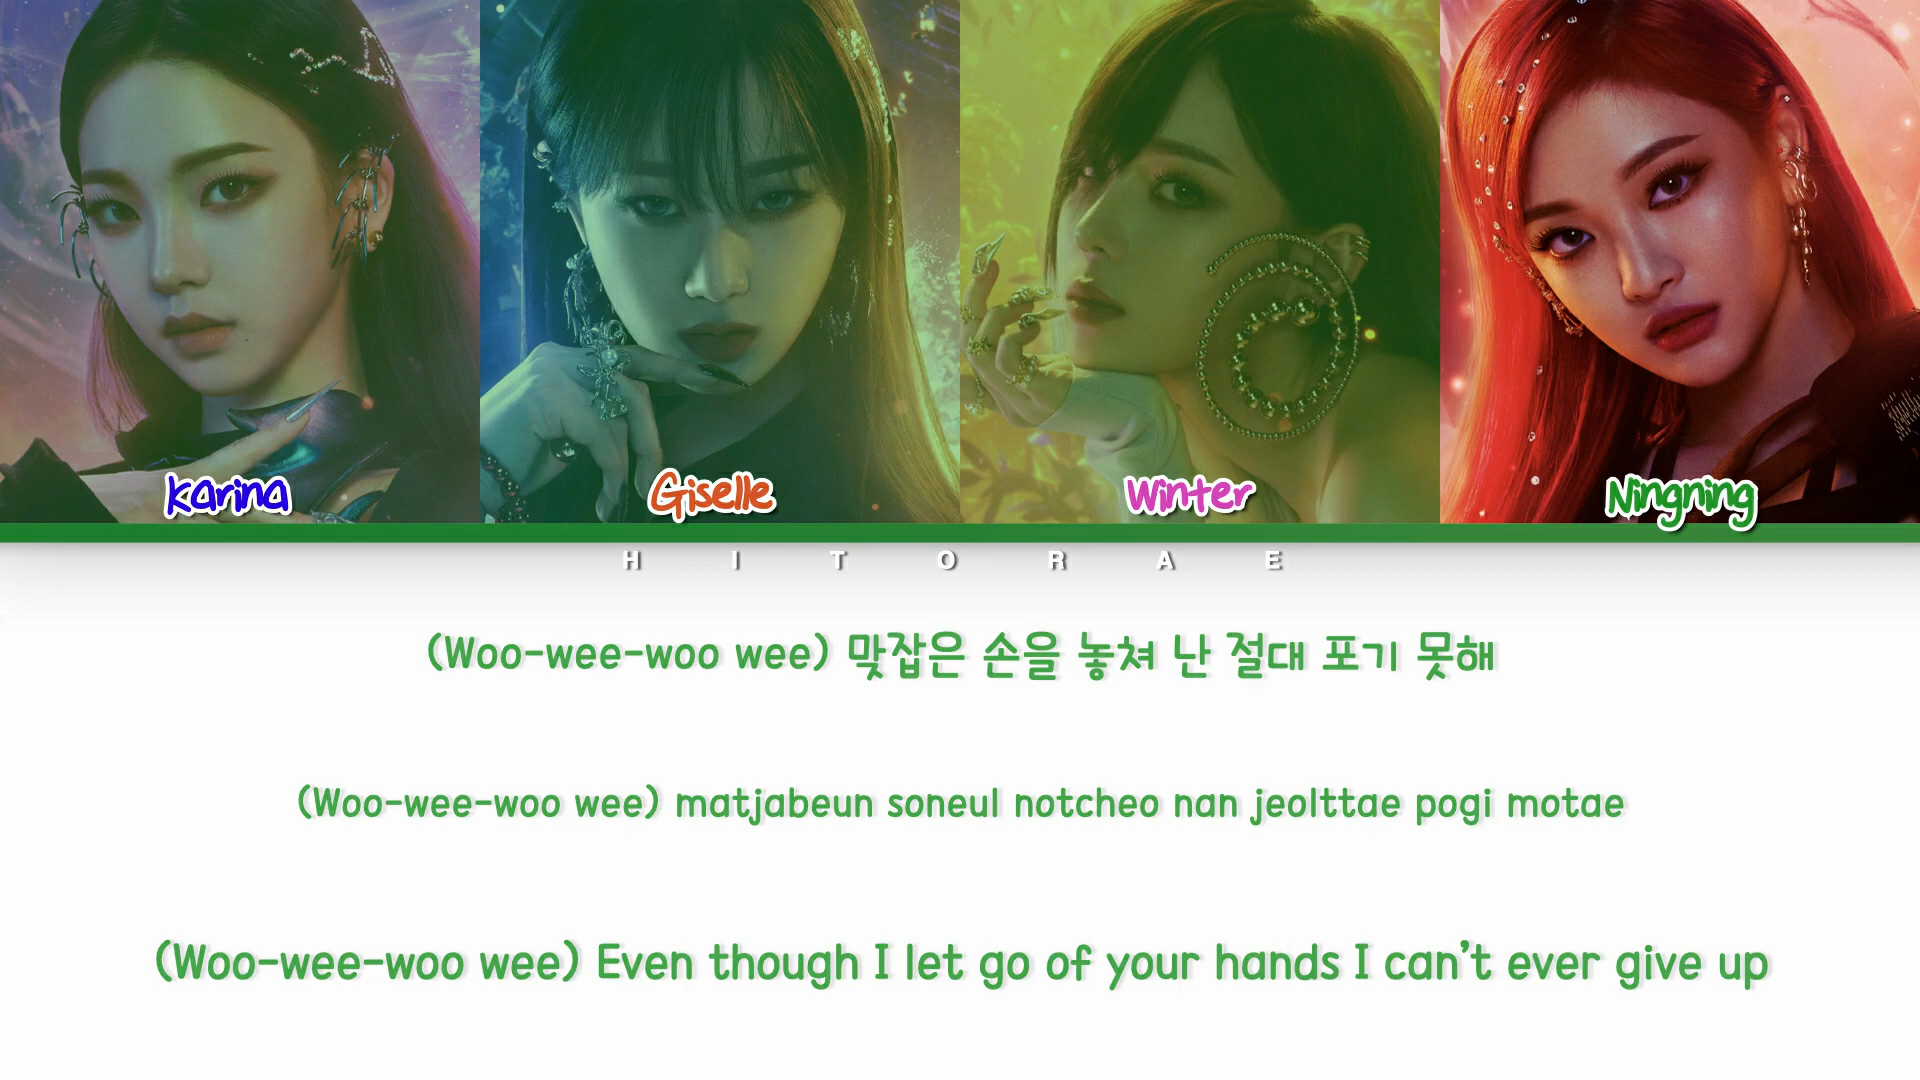 Karina
Giselle
Winter
Ningning
HITORAE
(Woo-wee-woo wee) 맞잡은 손을 놓쳐 난 절대 포기 못해
(Woo-wee-woo wee) matjabeun soneul notcheo nan jeolttae pogi motae
(Woo-wee-woo wee) Even though I let go of your hands I can't ever give up